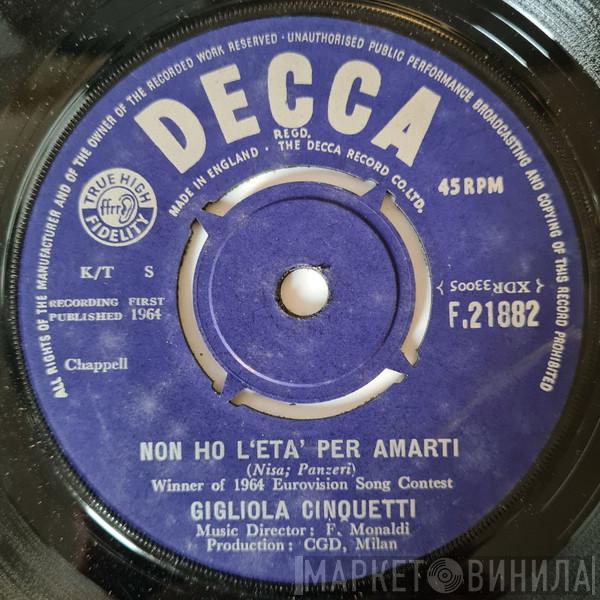 ALL RIGHTS OF THE MANUFACTURER AND OF THE OWNER OF THE RECORDED WORK RESERVED · UNAUTHORISED PUBLIC PERFORMANCE BROADCASTING AND COPYING OF THIS RECORD PROHIBITED
DECCA
REGD.
MADE IN ENGLAND · THE DECCA RECORD CO. LTD.
TRUE HIGH
ffrr
FIDELITY
45 RPM
K/T S
RECORDING FIRST
PUBLISHED 1964
XDR33005
F.21882
Chappell
NON HO L'ETA' PER AMARTI
(Nisa; Panzeri)
Winner of 1964 Eurovision Song Contest
GIGLIOLA CINQUETTI
Music Director: F. Monaldi
Production: CGD, Milan
МАРКЕТ ВИНИЛА